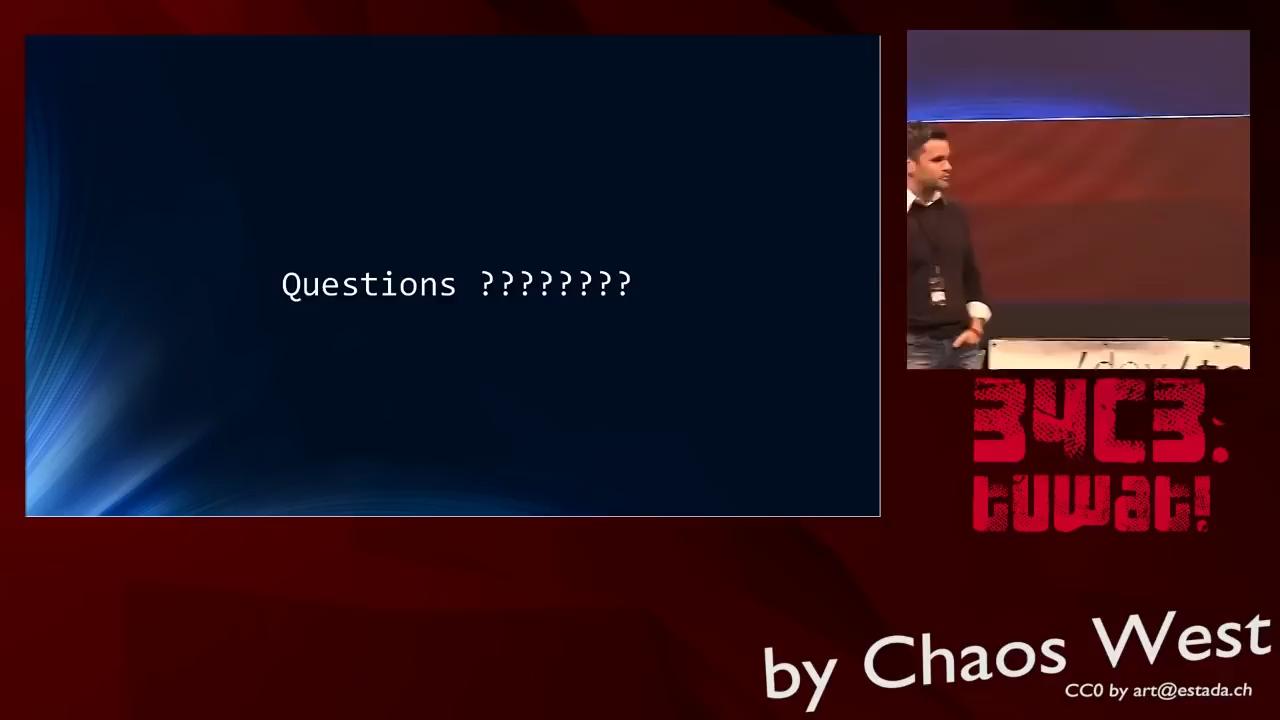 Questions ????????
34C3:
tuwat!
by Chaos West
CC0 by art@estada.ch